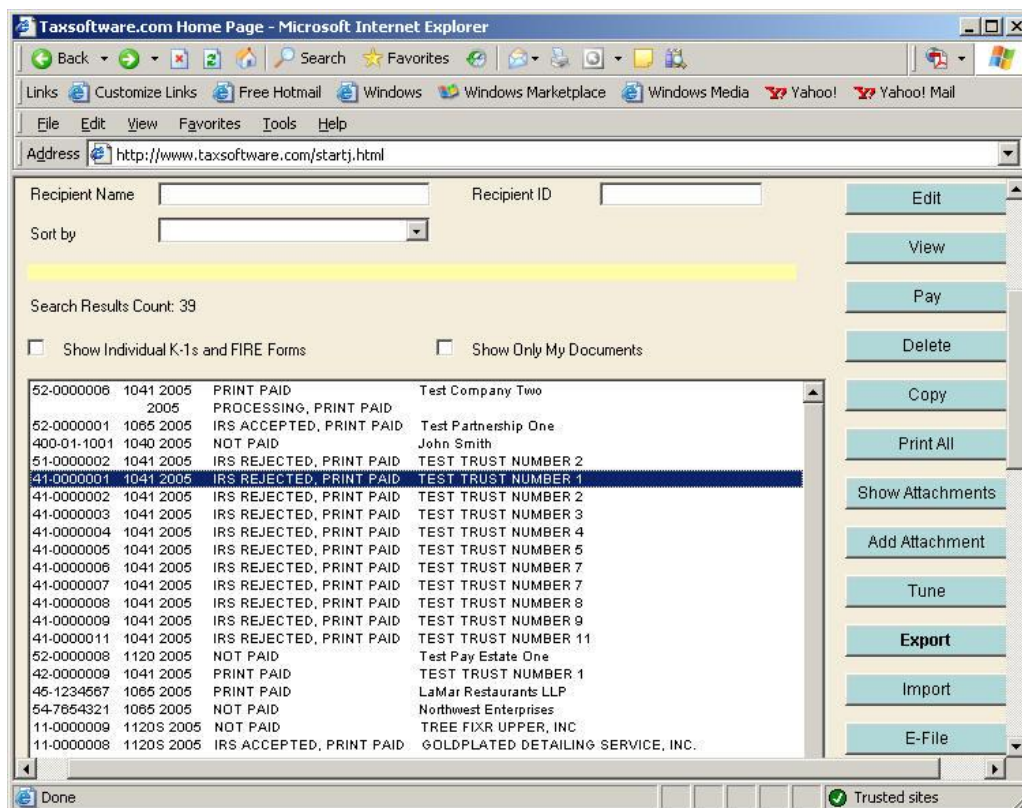 Taxsoftware.com Home Page - Microsoft Internet Explorer
Back Search Favorites
Links Customize Links Free Hotmail Windows Windows Marketplace Windows Media Yahoo! Yahoo! Mail
File Edit View Favorites Tools Help
Address http://www.taxsoftware.com/startj.html
Recipient Name Recipient ID
Sort by
Search Results Count: 39
Show Individual K-1s and FIRE Forms Show Only My Documents
52-0000006 1041 2005 PRINT PAID Test Company Two
2005 PROCESSING, PRINT PAID
52-0000001 1065 2005 IRS ACCEPTED, PRINT PAID Test Partnership One
400-01-1001 1040 2005 NOT PAID John Smith
51-0000002 1041 2005 IRS REJECTED, PRINT PAID TEST TRUST NUMBER 2
41-0000001 1041 2005 IRS REJECTED, PRINT PAID TEST TRUST NUMBER 1
41-0000002 1041 2005 IRS REJECTED, PRINT PAID TEST TRUST NUMBER 2
41-0000003 1041 2005 IRS REJECTED, PRINT PAID TEST TRUST NUMBER 3
41-0000004 1041 2005 IRS REJECTED, PRINT PAID TEST TRUST NUMBER 4
41-0000005 1041 2005 IRS REJECTED, PRINT PAID TEST TRUST NUMBER 5
41-0000006 1041 2005 IRS REJECTED, PRINT PAID TEST TRUST NUMBER 7
41-0000007 1041 2005 IRS REJECTED, PRINT PAID TEST TRUST NUMBER 7
41-0000008 1041 2005 IRS REJECTED, PRINT PAID TEST TRUST NUMBER 8
41-0000009 1041 2005 IRS REJECTED, PRINT PAID TEST TRUST NUMBER 9
41-0000011 1041 2005 IRS REJECTED, PRINT PAID TEST TRUST NUMBER 11
52-0000008 1120 2005 NOT PAID Test Pay Estate One
42-0000009 1041 2005 PRINT PAID TEST TRUST NUMBER 1
45-1234567 1065 2005 PRINT PAID LaMar Restaurants LLP
54-7654321 1065 2005 NOT PAID Northwest Enterprises
11-0000009 1120S 2005 NOT PAID TREE FIXR UPPER, INC
11-0000008 1120S 2005 IRS ACCEPTED, PRINT PAID GOLDPLATED DETAILING SERVICE, INC.
Edit
View
Pay
Delete
Copy
Print All
Show Attachments
Add Attachment
Tune
Export
Import
E-File
Done Trusted sites